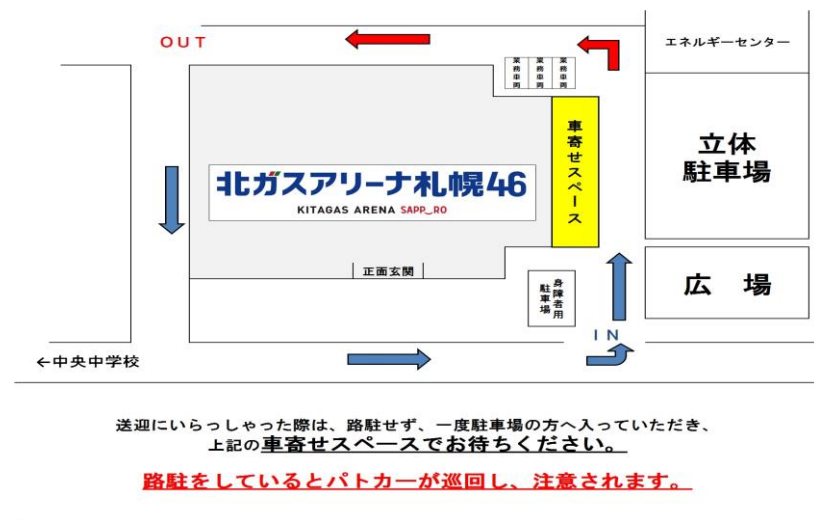 OUT
エネルギーセンター
業務車両
業務車両
業務車両
車寄せスペース
立体
駐車場
北ガスアリーナ札幌46
KITAGAS ARENA SAPP_RO
正面玄関
身障者用
駐車場
広 場
IN
←中央中学校
送迎にいらっしゃった際は、路駐せず、一度駐車場の方へ入っていただき、
上記の車寄せスペースでお待ちください。
路駐をしているとパトカーが巡回し、注意されます。